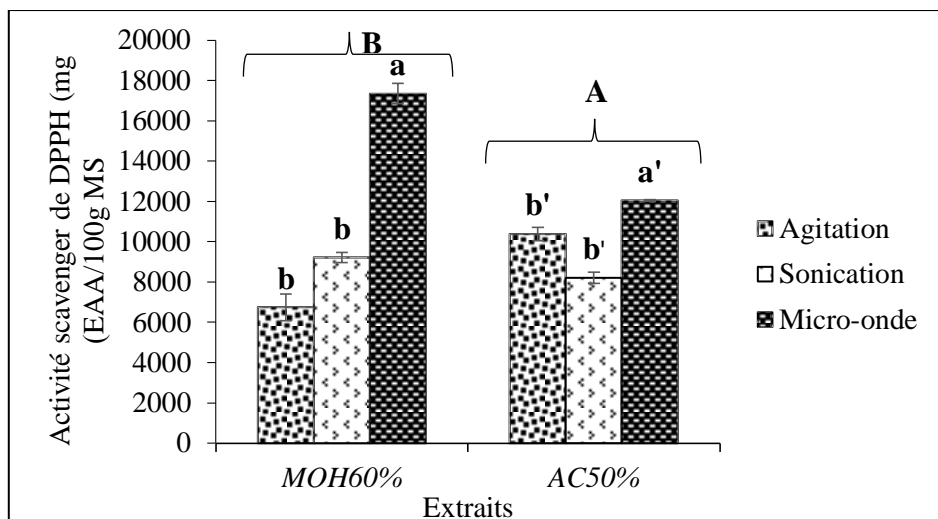 Activité scavenger de DPPH (mg
(EAA/100g MS
20000
18000
16000
14000
12000
10000
8000
6000
4000
2000
0
B
a
b
b
A
b'
b'
a'
MOH60%
AC50%
Extraits
Agitation
Sonication
Micro-onde